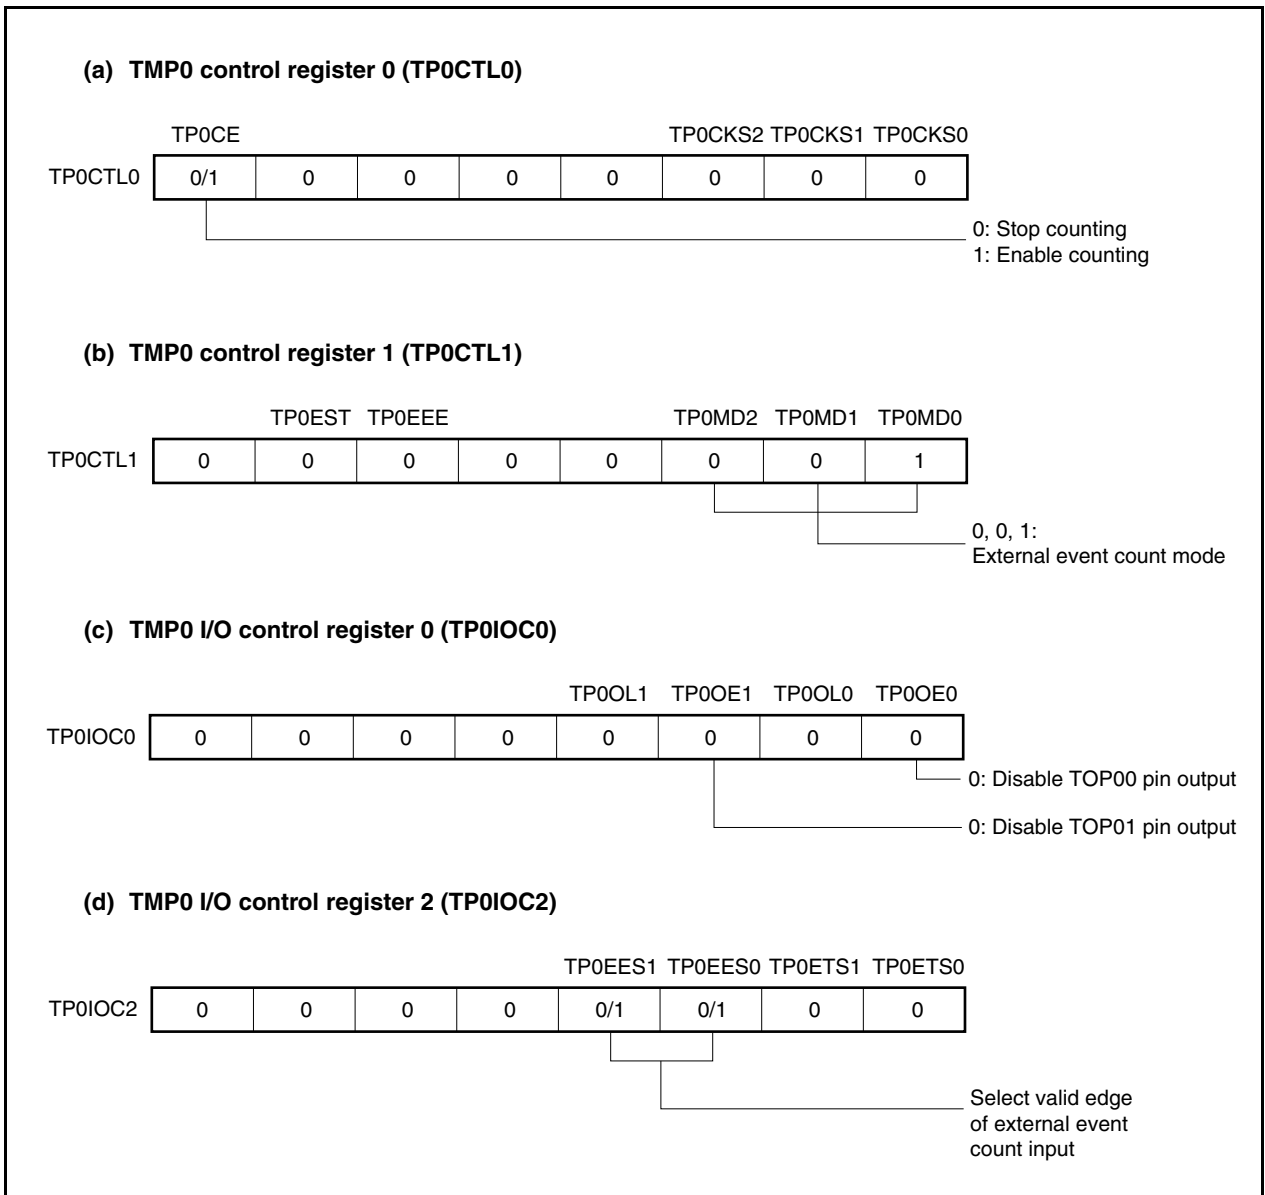 (a) TMP0 control register 0 (TP0CTL0)
TP0CE TP0CKS2 TP0CKS1 TP0CKS0
TP0CTL0 0/1 0 0 0 0 0 0 0
0: Stop counting
1: Enable counting
(b) TMP0 control register 1 (TP0CTL1)
TP0EST TP0EEE TP0MD2 TP0MD1 TP0MD0
TP0CTL1 0 0 0 0 0 0 0 1
0, 0, 1:
External event count mode
(c) TMP0 I/O control register 0 (TP0IOC0)
TP0OL1 TP0OE1 TP0OL0 TP0OE0
TP0IOC0 0 0 0 0 0 0 0 0
0: Disable TOP00 pin output
0: Disable TOP01 pin output
(d) TMP0 I/O control register 2 (TP0IOC2)
TP0EES1 TP0EES0 TP0ETS1 TP0ETS0
TP0IOC2 0 0 0 0 0/1 0/1 0 0
Select valid edge
of external event
count input